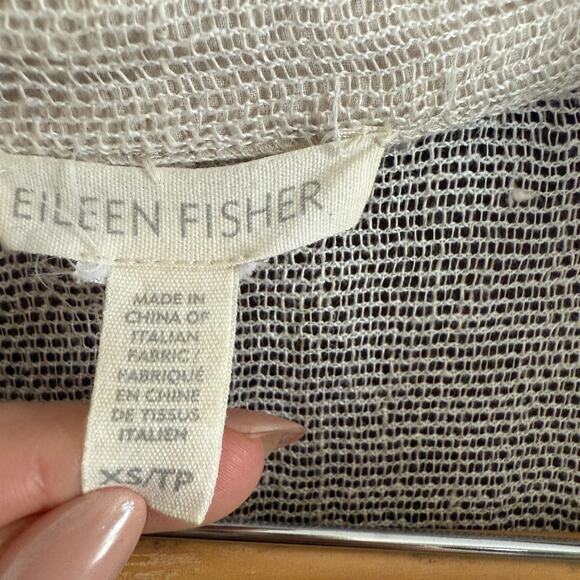 EILEEN FISHER
MADE IN
CHINA OF
ITALIAN
FABRIC /
FABRIQUÉ
EN CHINE
DE TISSUS
ITALIEN
XS/TP